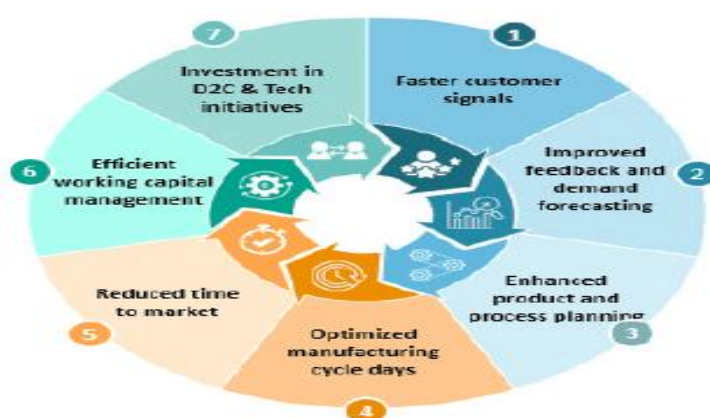 1
Faster customer
signals
2
Improved
feedback and
demand
forecasting
3
Enhanced
product and
process planning
4
Optimized
manufacturing
cycle days
5
Reduced time
to market
6
Efficient
working capital
management
7
Investment in
D2C & Tech
initiatives